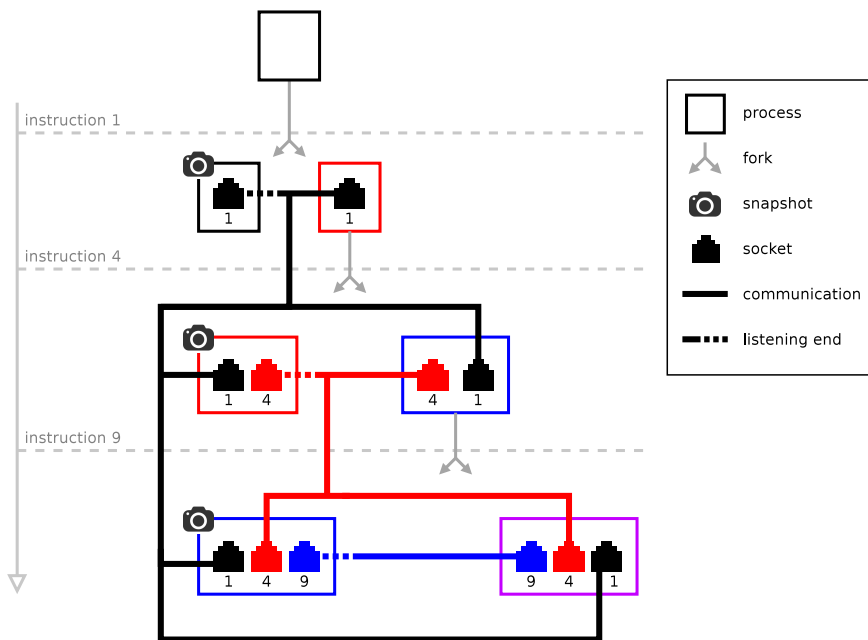 instruction 1
1 1
instruction 4
1 4 4 1
instruction 9
1 4 9 9 4 1
process
fork
snapshot
socket
communication
listening end